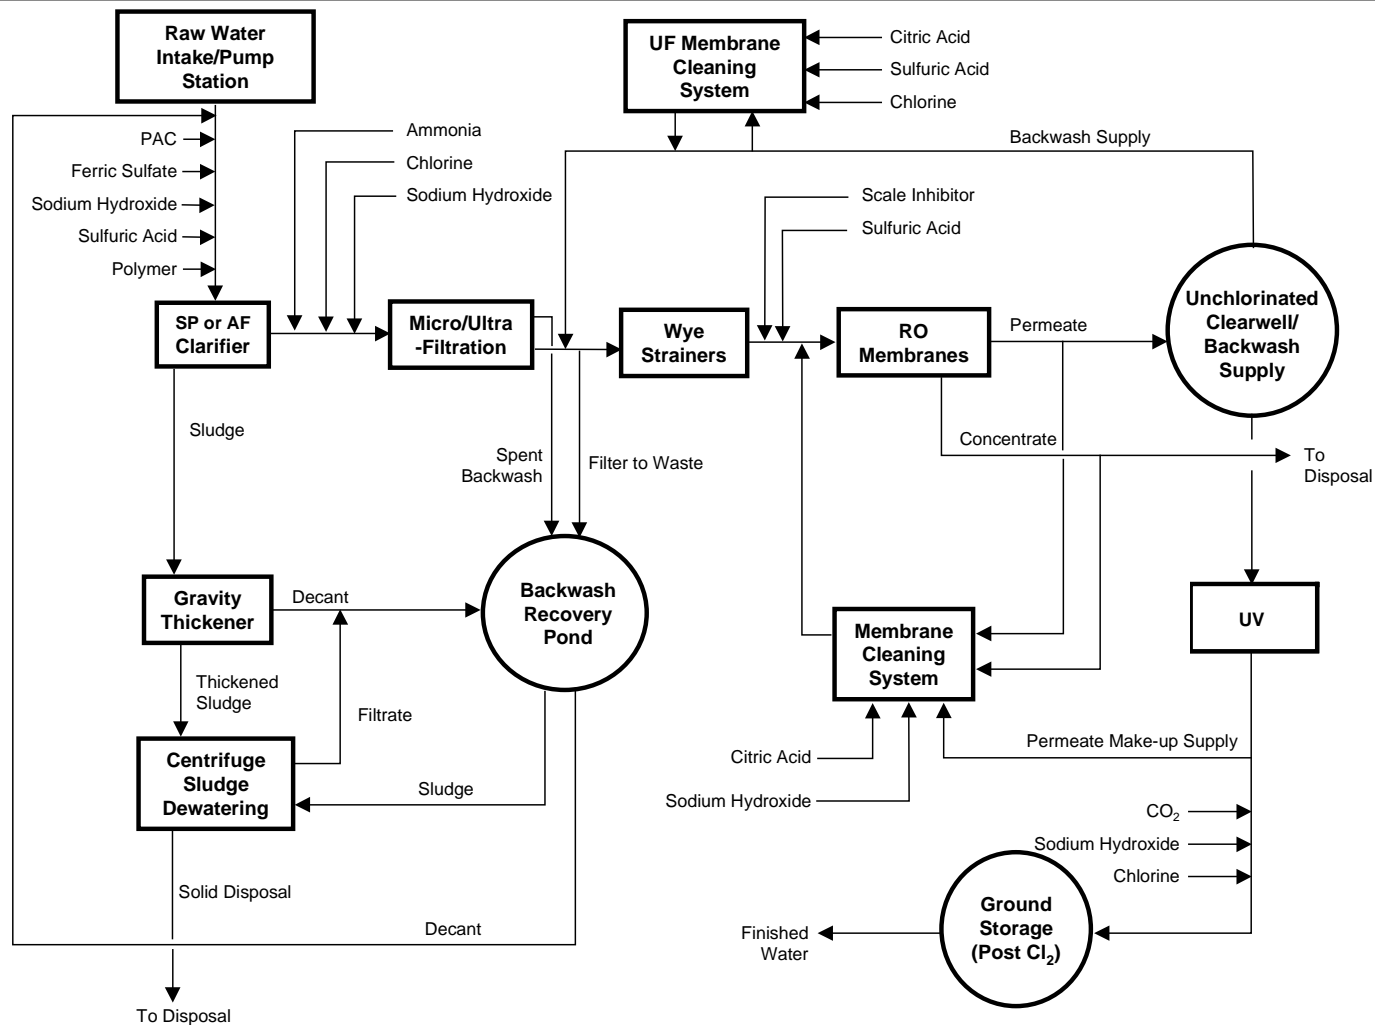 Raw Water
Intake/Pump
Station
UF Membrane
Cleaning
System
Citric Acid
Sulfuric Acid
Chlorine
PAC
Ferric Sulfate
Sodium Hydroxide
Sulfuric Acid
Polymer
Ammonia
Chlorine
Sodium Hydroxide
Backwash Supply
Scale Inhibitor
Sulfuric Acid
SP or AF
Clarifier
Micro/Ultra
-Filtration
Wye
Strainers
RO
Membranes
Permeate
Unchlorinated
Clearwell/
Backwash
Supply
Sludge
Spent
Backwash
Filter to Waste
Concentrate
To
Disposal
Gravity
Thickener
Decant
Backwash
Recovery
Pond
Membrane
Cleaning
System
UV
Thickened
Sludge
Filtrate
Centrifuge
Sludge
Dewatering
Sludge
Citric Acid
Sodium Hydroxide
Permeate Make-up Supply
CO₂
Sodium Hydroxide
Chlorine
Solid Disposal
Decant
Finished
Water
Ground
Storage
(Post Cl₂)
To Disposal